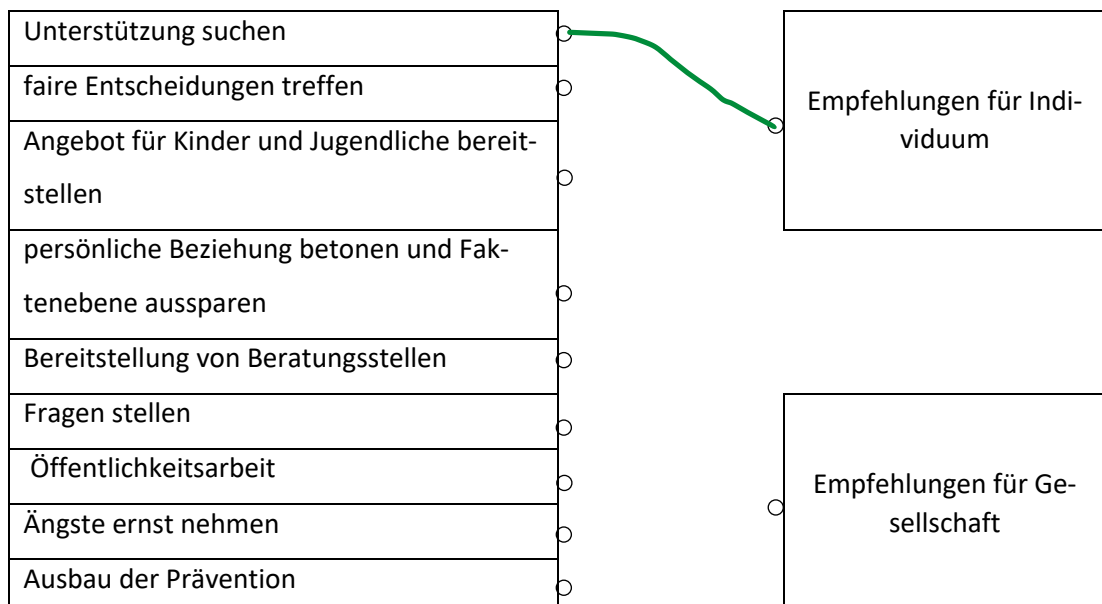 Unterstützung suchen
faire Entscheidungen treffen
Angebot für Kinder und Jugendliche bereit-
stellen
persönliche Beziehung betonen und Fak-
tenebene aussparen
Bereitstellung von Beratungsstellen
Fragen stellen
Öffentlichkeitsarbeit
Ängste ernst nehmen
Ausbau der Prävention
Empfehlungen für Indi-
viduum
Empfehlungen für Ge-
sellschaft